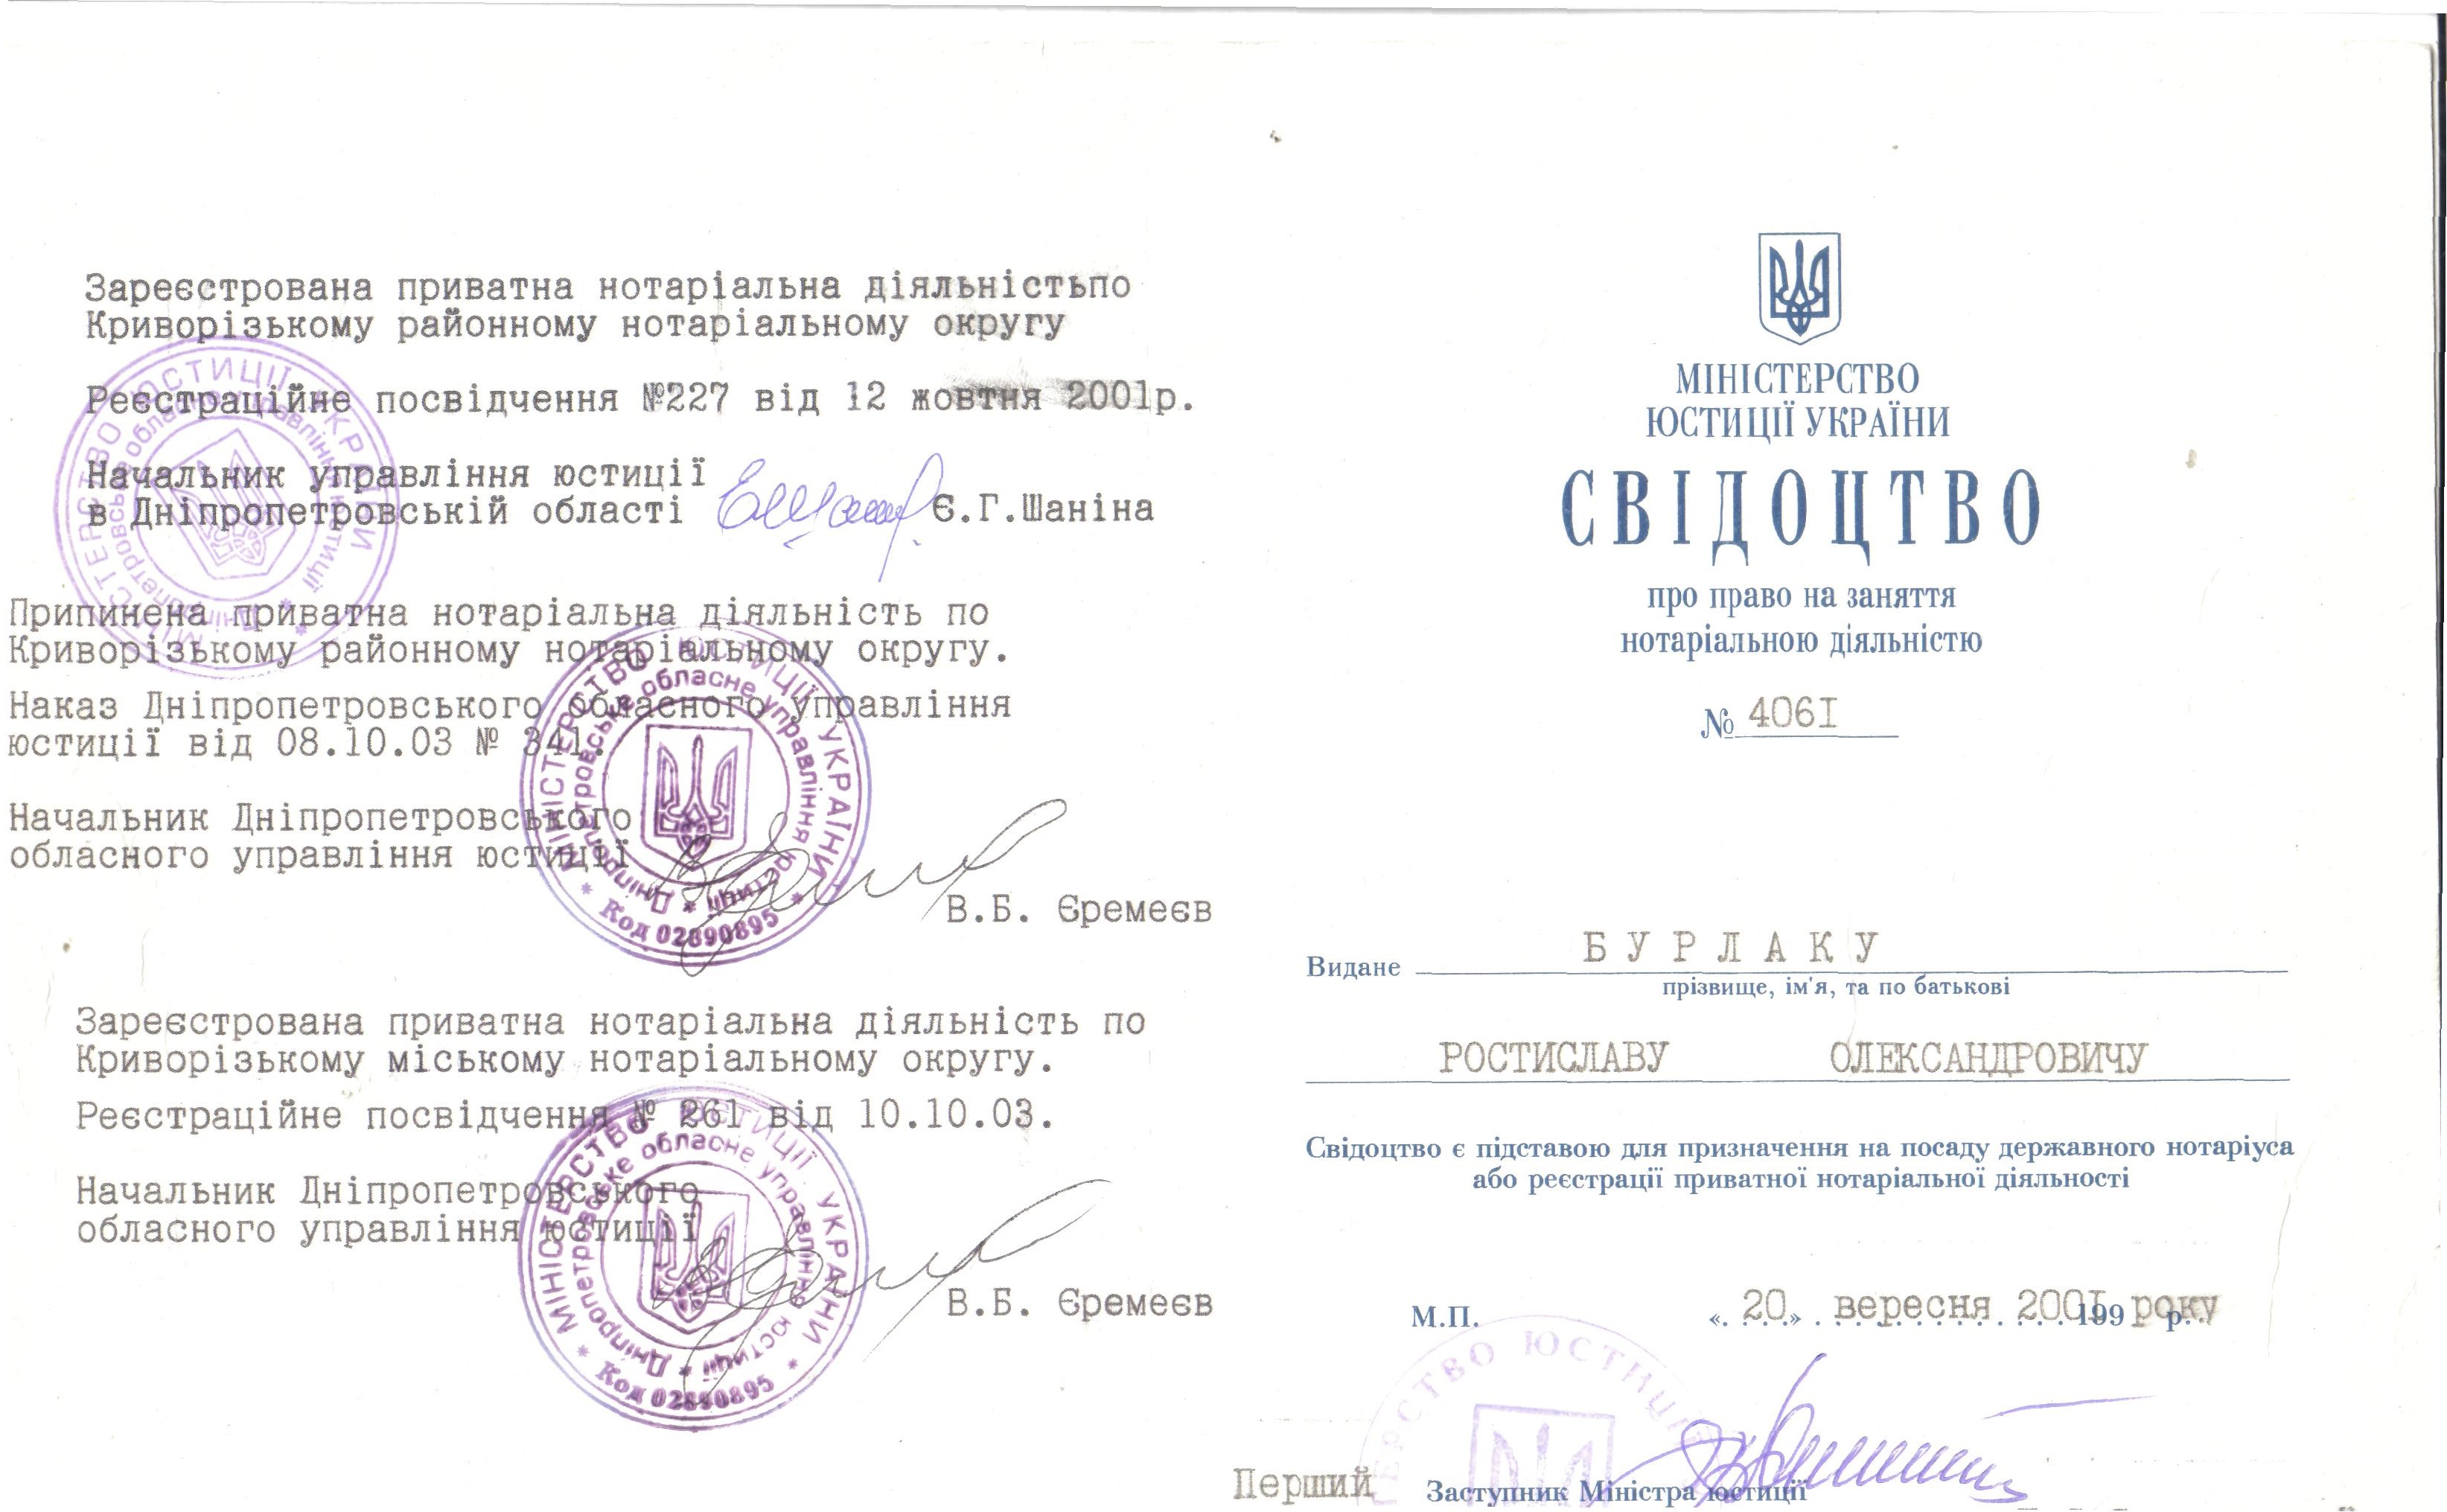 Зареєстрована приватна нотаріальна діяльністьпо
Криворізькому районному нотаріальному округу
Реєстраційне посвідчення №227 від 12 жовтня 2001р.
Начальник управління юстиції
в Дніпропетровській області Є.Г.Шаніна
Припинена приватна нотаріальна діяльність по
Криворізькому районному нотаріальному округу.
Наказ Дніпропетровського обласного управління
юстиції від 08.10.03 № 341.
Начальник Дніпропетровського
обласного управління юстиції
В.Б. Єремеєв
МІНІСТЕРСТВО ЮСТИЦІЇ УКРАЇНИ
Дніпропетровське обласне управління юстиції
Код 02890895
Зареєстрована приватна нотаріальна діяльність по
Криворізькому міському нотаріальному округу.
Реєстраційне посвідчення № 261 від 10.10.03.
Начальник Дніпропетровського
обласного управління юстиції
В.Б. Єремеєв
МІНІСТЕРСТВО ЮСТИЦІЇ УКРАЇНИ
Дніпропетровське обласне управління юстиції
Код 02890895
МІНІСТЕРСТВО
ЮСТИЦІЇ УКРАЇНИ
СВІДОЦТВО
про право на заняття
нотаріальною діяльністю
№ 406I
Видане БУРЛАКУ
прізвище, ім'я, та по батькові
РОСТИСЛАВУ ОЛЕКСАНДРОВИЧУ
Свідоцтво є підставою для призначення на посаду державного нотаріуса
або реєстрації приватної нотаріальної діяльності
М.П. «20» вересня 200I 199 р. року
Перший Заступник Міністра юстиції